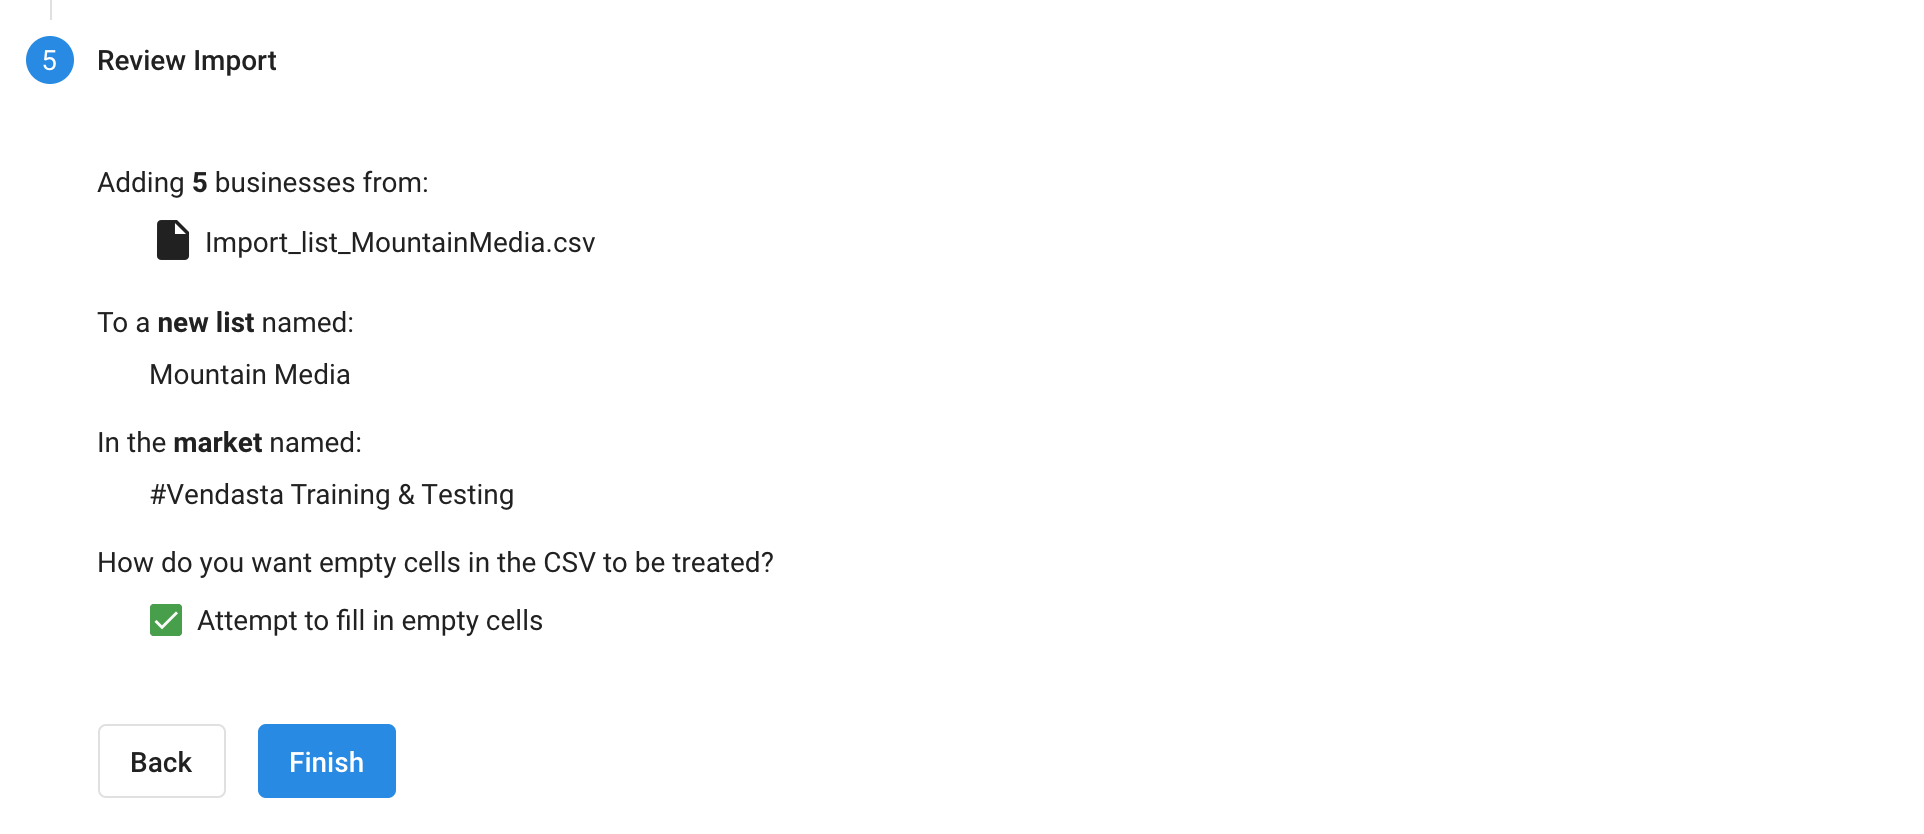 5 Review Import
Adding 5 businesses from:
Import_list_MountainMedia.csv
To a new list named:
Mountain Media
In the market named:
#Vendasta Training & Testing
How do you want empty cells in the CSV to be treated?
Attempt to fill in empty cells
Back Finish